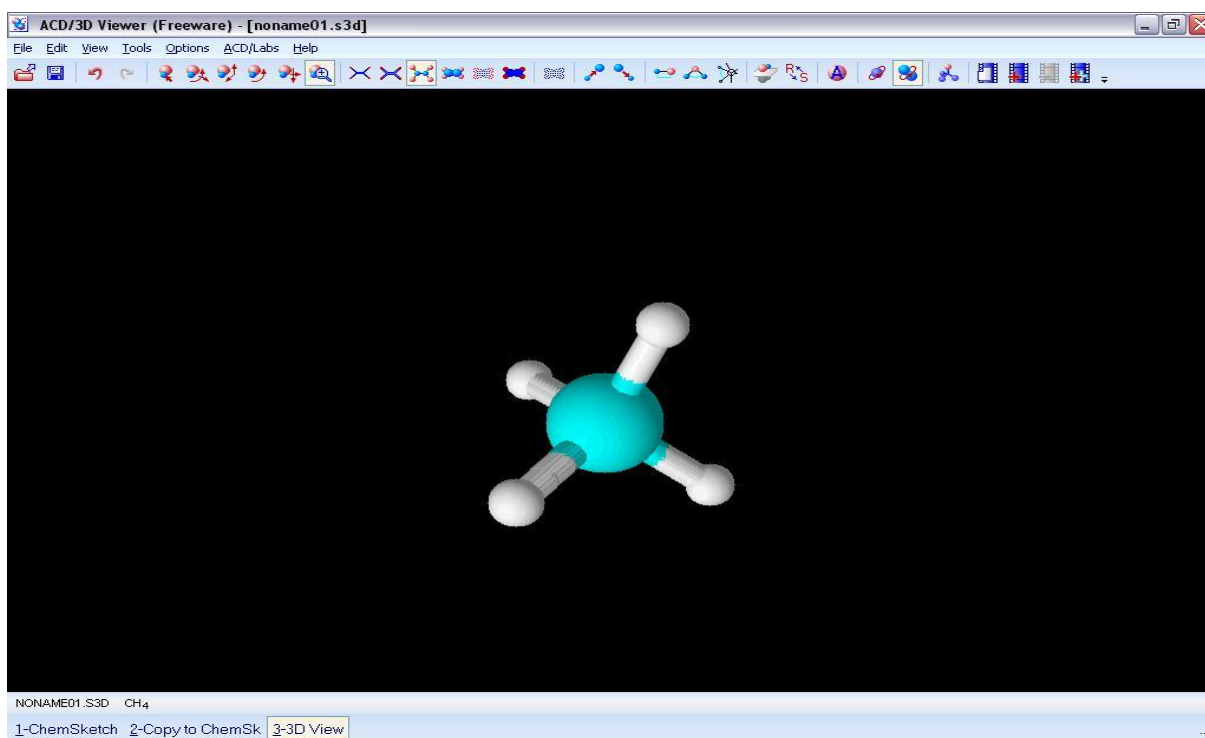 ACD/3D Viewer (Freeware) - [noname01.s3d]
File Edit View Tools Options ACD/Labs Help
R S A
NONAME01.S3D CH4
1-ChemSketch 2-Copy to ChemSk 3-3D View